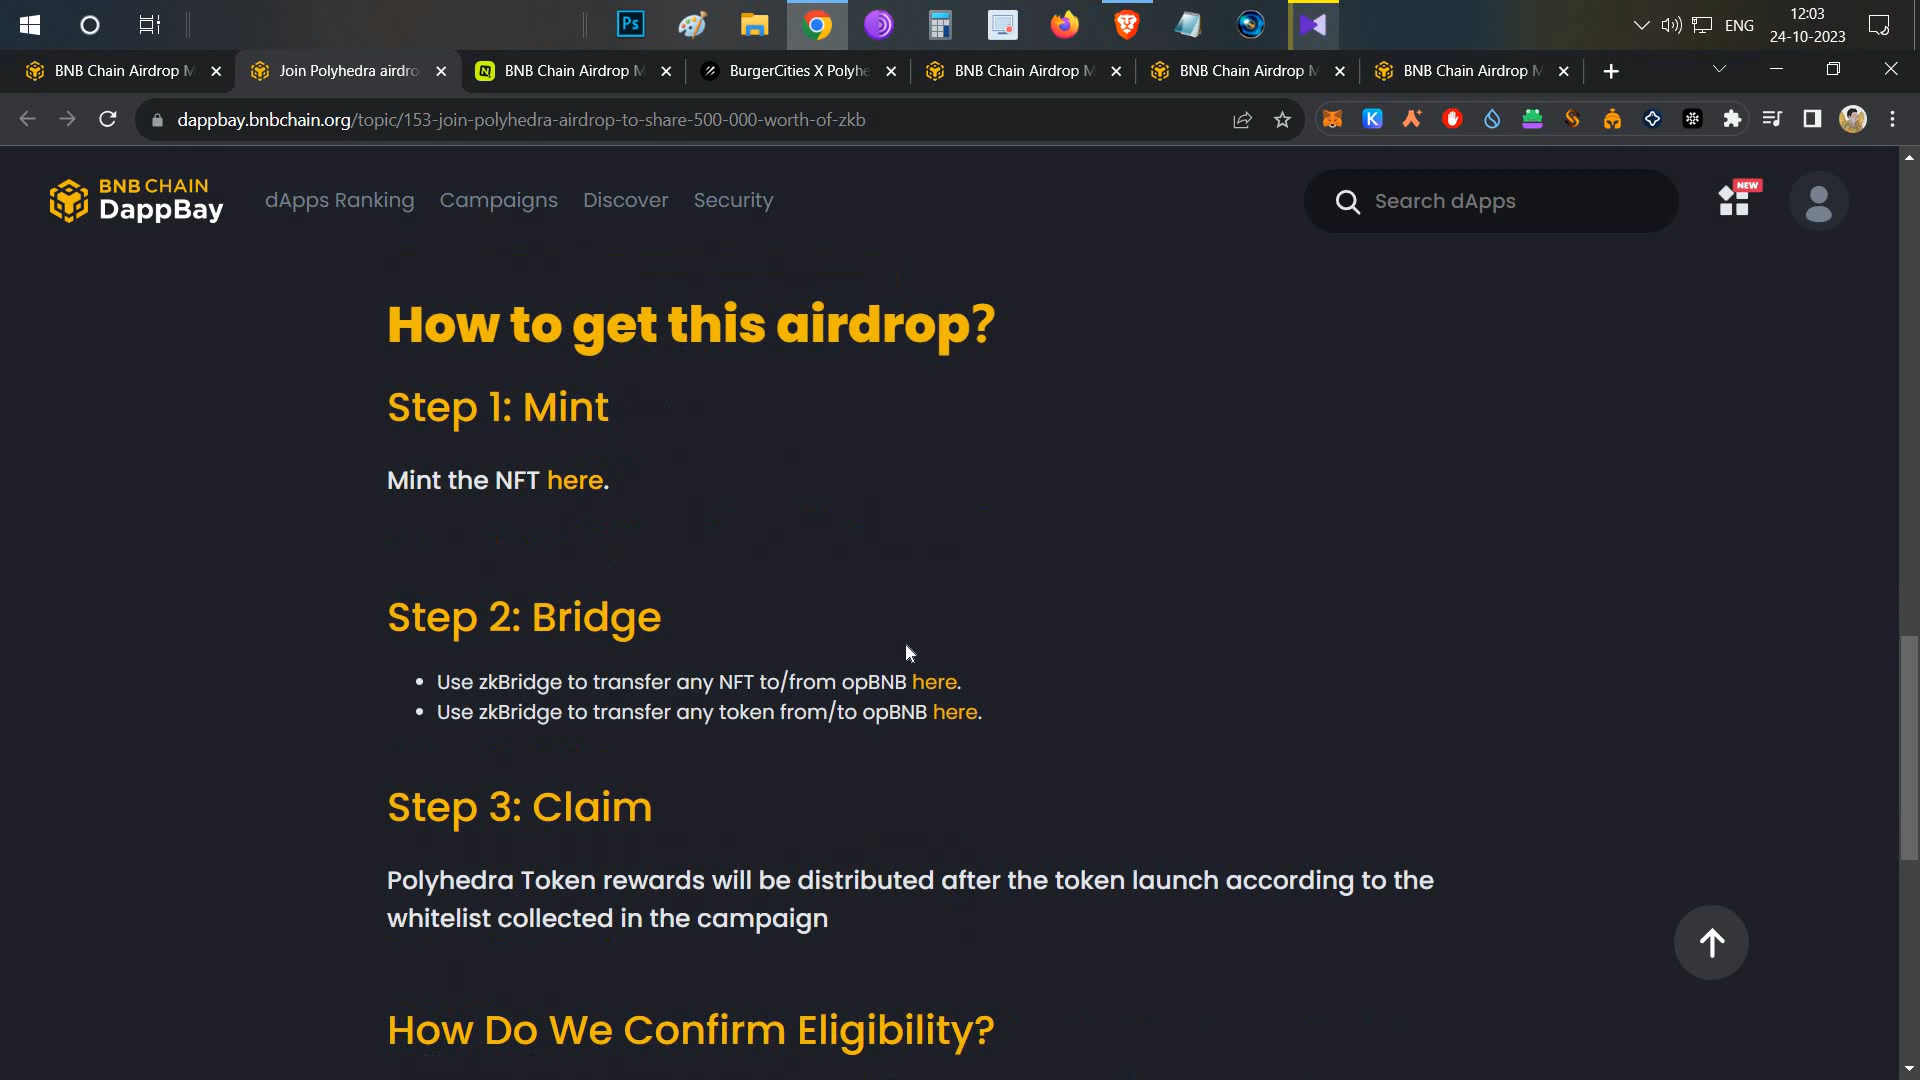 Ps
ENG
12:03
24-10-2023
BNB Chain Airdrop M
Join Polyhedra airdro
BNB Chain Airdrop M
BurgerCities X Polyhe
BNB Chain Airdrop M
BNB Chain Airdrop M
BNB Chain Airdrop M
dappbay.bnbchain.org/topic/153-join-polyhedra-airdrop-to-share-500-000-worth-of-zkb
BNB CHAIN
DappBay
dApps Ranking
Campaigns
Discover
Security
Search dApps
NEW
How to get this airdrop?
Step 1: Mint
Mint the NFT here.
Step 2: Bridge
• Use zkBridge to transfer any NFT to/from opBNB here.
• Use zkBridge to transfer any token from/to opBNB here.
Step 3: Claim
Polyhedra Token rewards will be distributed after the token launch according to the
whitelist collected in the campaign
How Do We Confirm Eligibility?